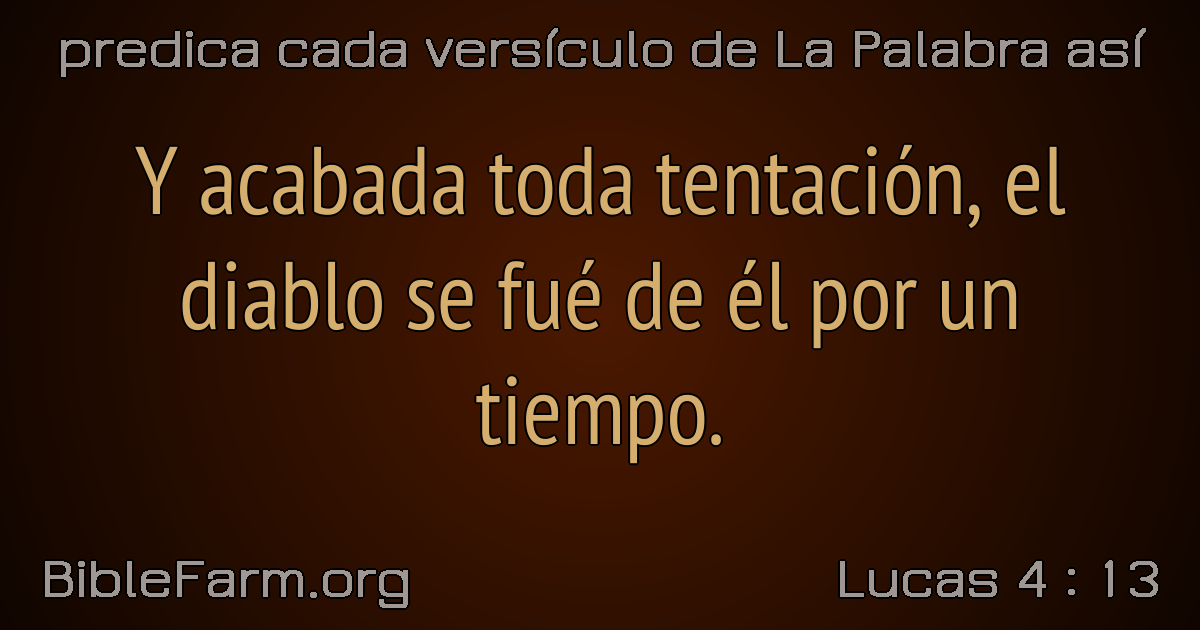 predica cada versículo de La Palabra así
Y acabada toda tentación, el
diablo se fué de él por un
tiempo.
BibleFarm.org
Lucas 4 : 13